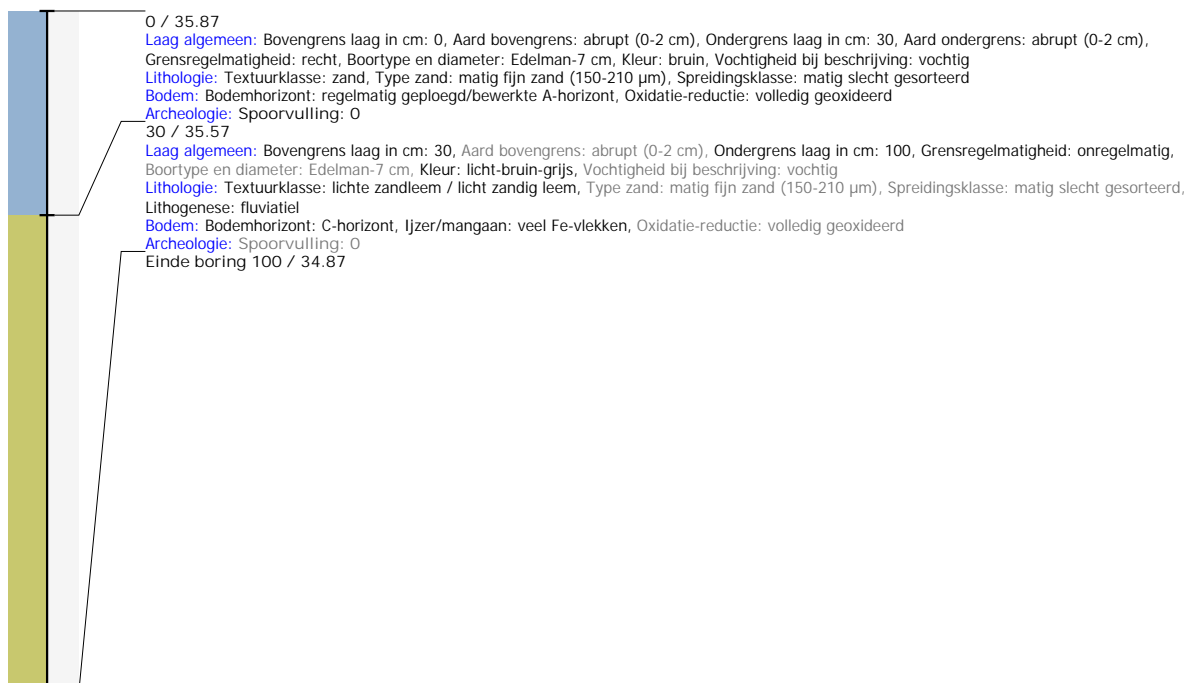 0 / 35.87
Laag algemeen: Bovengrens laag in cm: 0, Aard bovengrens: abrupt (0-2 cm), Ondergrens laag in cm: 30, Aard ondergrens: abrupt (0-2 cm),
Grensregelmatigheid: recht, Boortype en diameter: Edelman-7 cm, Kleur: bruin, Vochtigheid bij beschrijving: vochtig
Lithologie: Textuurklasse: zand, Type zand: matig fijn zand (150-210 µm), Spreidingsklasse: matig slecht gesorteerd
Bodem: Bodemhorizont: regelmatig geploegd/bewerkte A-horizont, Oxidatie-reductie: volledig geoxideerd
Archeologie: Spoorvulling: 0
30 / 35.57
Laag algemeen: Bovengrens laag in cm: 30, Aard bovengrens: abrupt (0-2 cm), Ondergrens laag in cm: 100, Grensregelmatigheid: onregelmatig,
Boortype en diameter: Edelman-7 cm, Kleur: licht-bruin-grijs, Vochtigheid bij beschrijving: vochtig
Lithologie: Textuurklasse: lichte zandleem / licht zandig leem, Type zand: matig fijn zand (150-210 µm), Spreidingsklasse: matig slecht gesorteerd,
Lithogenese: fluviatiel
Bodem: Bodemhorizont: C-horizont, Ijzer/mangaan: veel Fe-vlekken, Oxidatie-reductie: volledig geoxideerd
Archeologie: Spoorvulling: 0
Einde boring 100 / 34.87